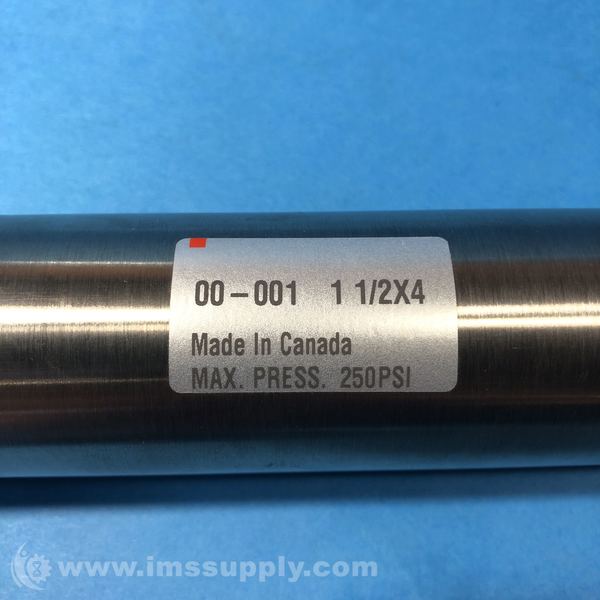 00-001 1 1/2X4
Made In Canada
MAX. PRESS. 250PSI
www.imssupply.com